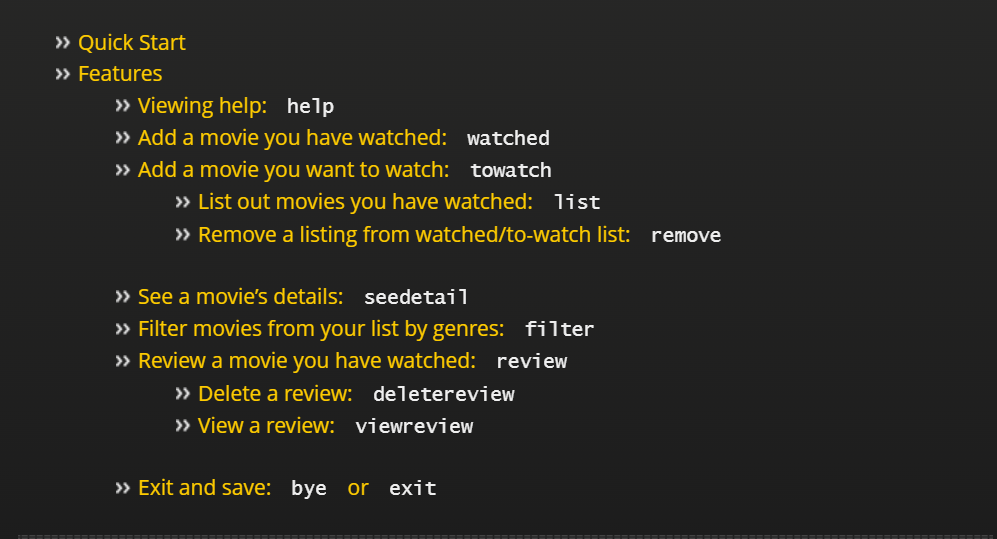 Quick Start
Features
Viewing help: help
Add a movie you have watched: watched
Add a movie you want to watch: towatch
List out movies you have watched: list
Remove a listing from watched/to-watch list: remove
See a movie’s details: seedetail
Filter movies from your list by genres: filter
Review a movie you have watched: review
Delete a review: deletereview
View a review: viewreview
Exit and save: bye or exit